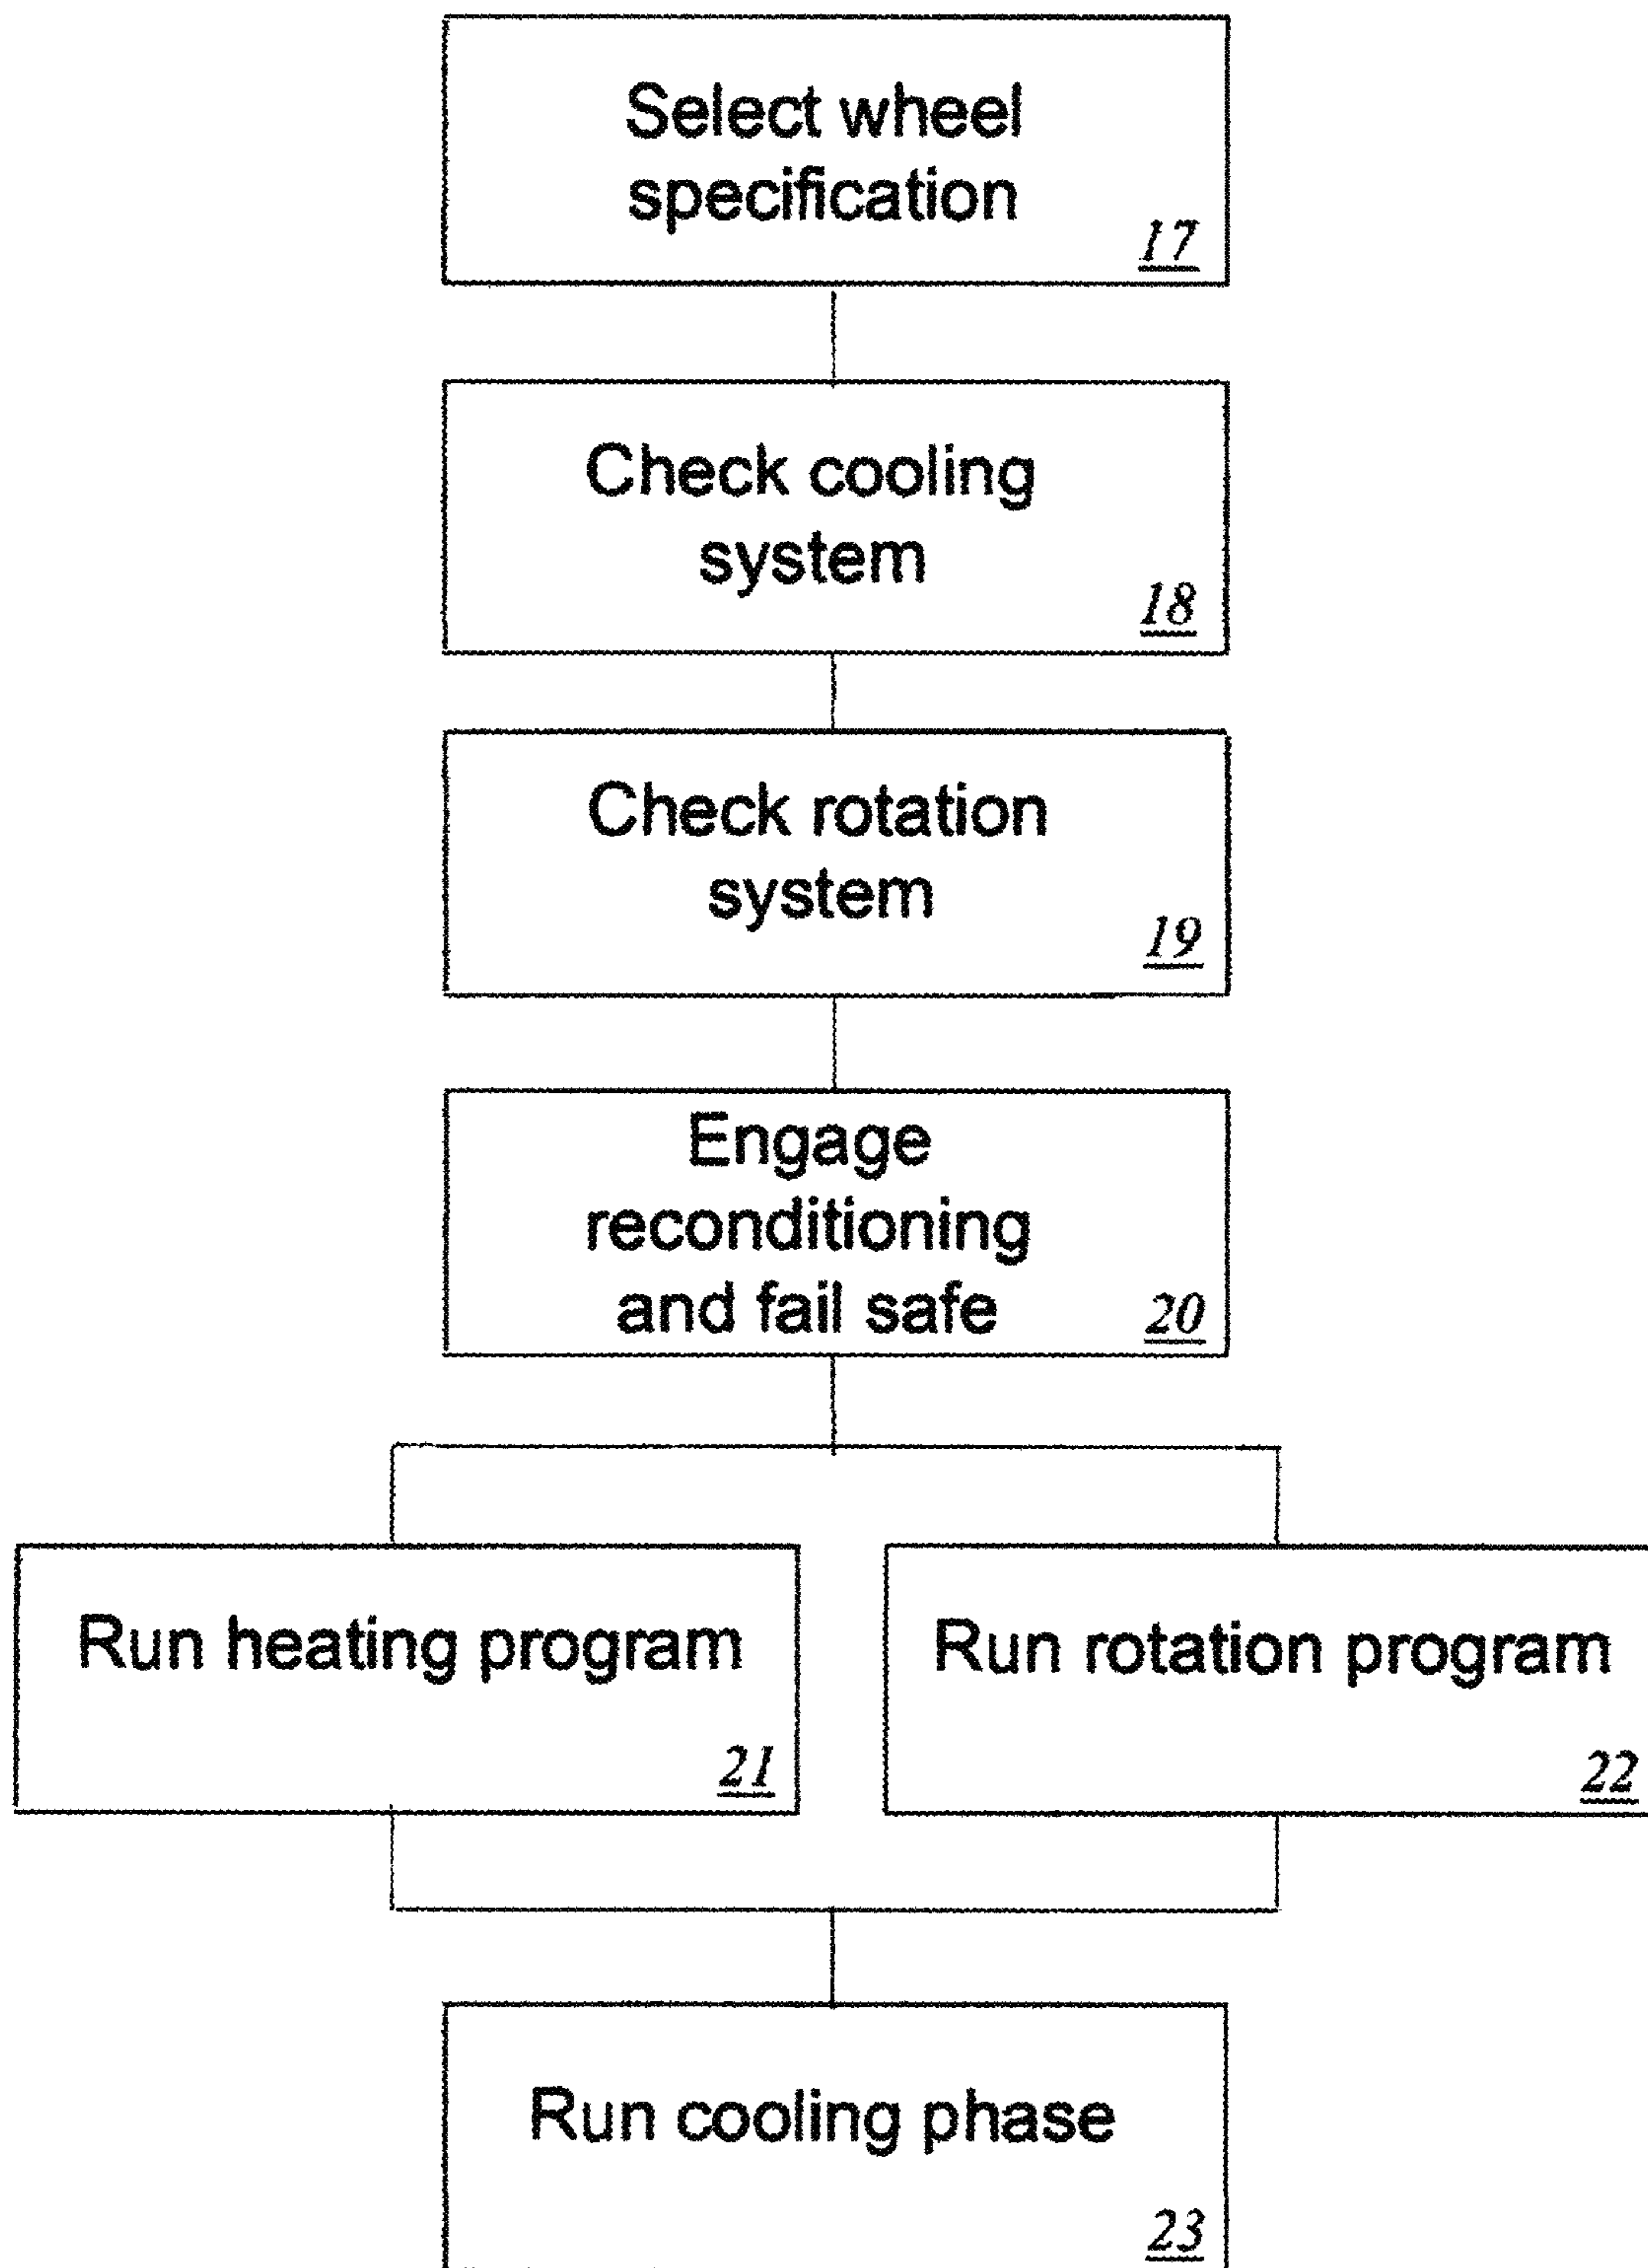 Select wheel
specification
17
Check cooling
system
18
Check rotation
system
19
Engage
reconditioning
and fail safe
20
Run heating program
21
Run rotation program
22
Run cooling phase
23